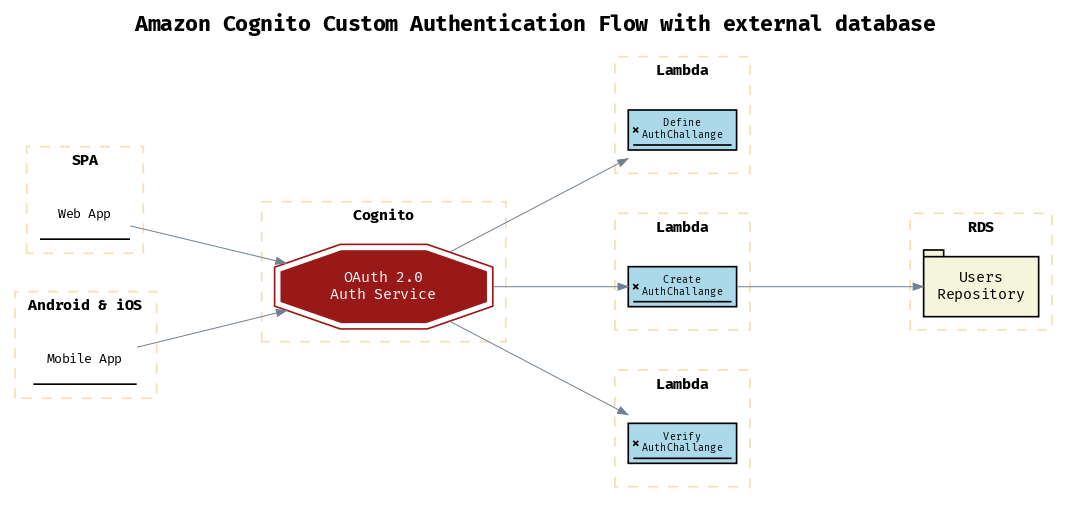 Amazon Cognito Custom Authentication Flow with external database
SPA
Web App
Android & iOS
Mobile App
Cognito
OAuth 2.0
Auth Service
Lambda
Define
AuthChallange
Lambda
Create
AuthChallange
Lambda
Verify
AuthChallange
RDS
Users
Repository